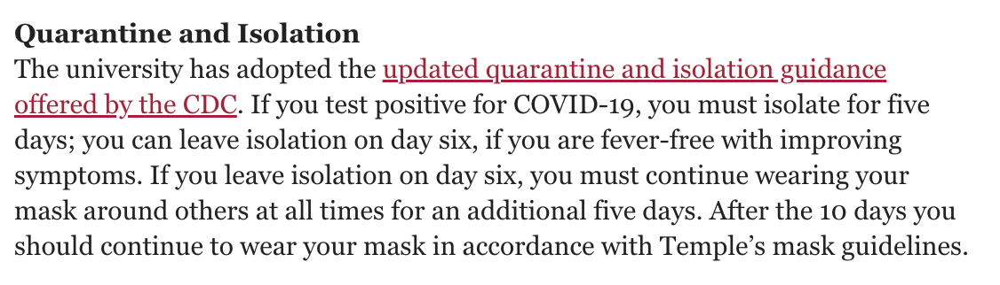 Quarantine and Isolation
The university has adopted the updated quarantine and isolation guidance
offered by the CDC. If you test positive for COVID-19, you must isolate for five
days; you can leave isolation on day six, if you are fever-free with improving
symptoms. If you leave isolation on day six, you must continue wearing your
mask around others at all times for an additional five days. After the 10 days you
should continue to wear your mask in accordance with Temple’s mask guidelines.